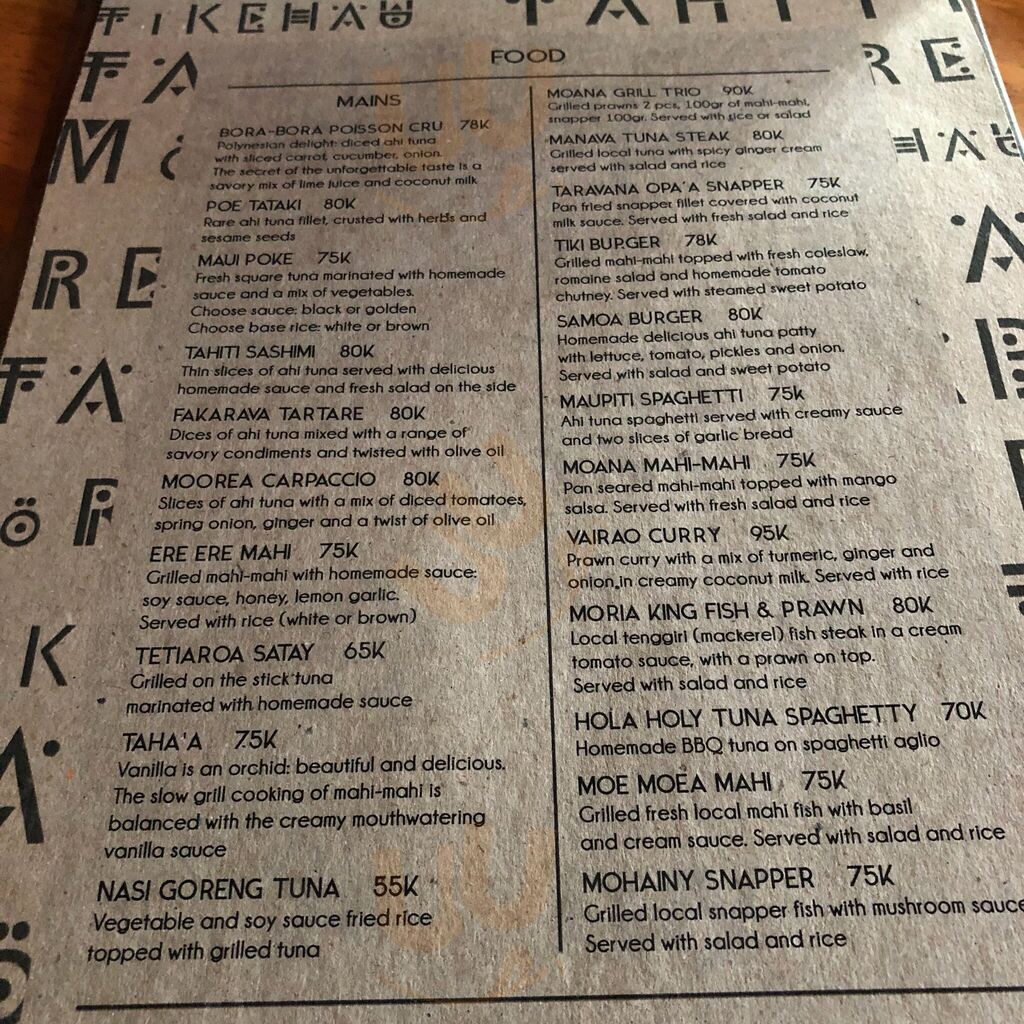 TIKEHAU TAHITI
FOOD
MAINS
BORA-BORA POISSON CRU 78K
Polynesian delight: diced ahi tuna
with sliced carrot, cucumber, onion.
The secret of the unforgettable taste is a
savory mix of lime juice and coconut milk
POE TATAKI 80K
Rare ahi tuna fillet, crusted with herbs and
sesame seeds
MAUI POKE 75K
Fresh square tuna marinated with homemade
sauce and a mix of vegetables.
Choose sauce: black or golden
Choose base rice: white or brown
TAHITI SASHIMI 80K
Thin slices of ahi tuna served with delicious
homemade sauce and fresh salad on the side
FAKARAVA TARTARE 80K
Dices of ahi tuna mixed with a range of
savory condiments and twisted with olive oil
MOOREA CARPACCIO 80K
Slices of ahi tuna with a mix of diced tomatoes,
spring onion, ginger and a twist of olive oil
ERE ERE MAHI 75K
Grilled mahi-mahi with homemade sauce:
soy sauce, honey, lemon garlic.
Served with rice (white or brown)
TETIAROA SATAY 65K
Grilled on the stick tuna
marinated with homemade sauce
TAHA'A 75K
Vanilla is an orchid: beautiful and delicious.
The slow grill cooking of mahi-mahi is
balanced with the creamy mouthwatering
vanilla sauce
NASI GORENG TUNA 55K
Vegetable and soy sauce fried rice
topped with grilled tuna
MOANA GRILL TRIO 90K
Grilled prawns 2 pcs, 100gr of mahi-mahi,
snapper 100gr. Served with rice or salad
MANAVA TUNA STEAK 80K
Grilled local tuna with spicy ginger cream
served with salad and rice
TARAVANA OPA'A SNAPPER 75K
Pan fried snapper fillet covered with coconut
milk sauce. Served with fresh salad and rice
TIKI BURGER 78K
Grilled mahi-mahi topped with fresh coleslaw,
romaine salad and homemade tomato
chutney. Served with steamed sweet potato
SAMOA BURGER 80K
Homemade delicious ahi tuna patty
with lettuce, tomato, pickles and onion.
Served with salad and sweet potato
MAUPITI SPAGHETTI 75K
Ahi tuna spaghetti served with creamy sauce
and two slices of garlic bread
MOANA MAHI-MAHI 75K
Pan seared mahi-mahi topped with mango
salsa. Served with fresh salad and rice
VAIRAO CURRY 95K
Prawn curry with a mix of turmeric, ginger and
onion in creamy coconut milk. Served with rice
MORIA KING FISH & PRAWN 80K
Local tenggiri (mackerel) fish steak in a cream
tomato sauce, with a prawn on top.
Served with salad and rice
HOLA HOLY TUNA SPAGHETTY 70K
Homemade BBQ tuna on spaghetti aglio
MOE MOEA MAHI 75K
Grilled fresh local mahi fish with basil
and cream sauce. Served with salad and rice
MOHAINY SNAPPER 75K
Grilled local snapper fish with mushroom sauce
Served with salad and rice